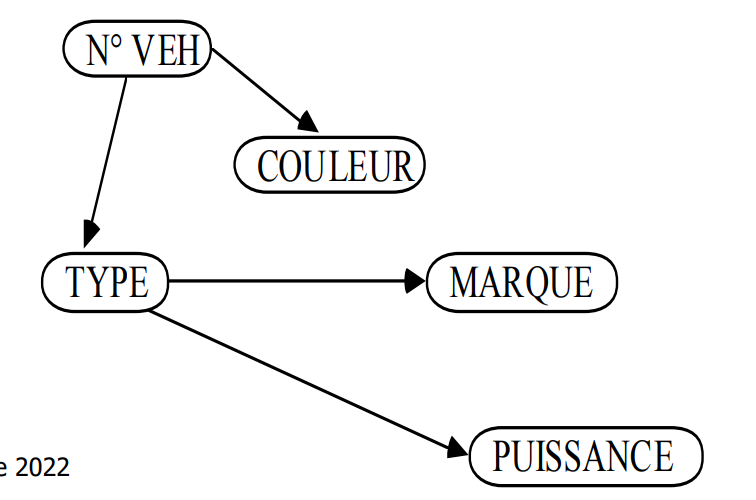 N° VEH
COULEUR
TYPE
MARQUE
PUISSANCE
e 2022